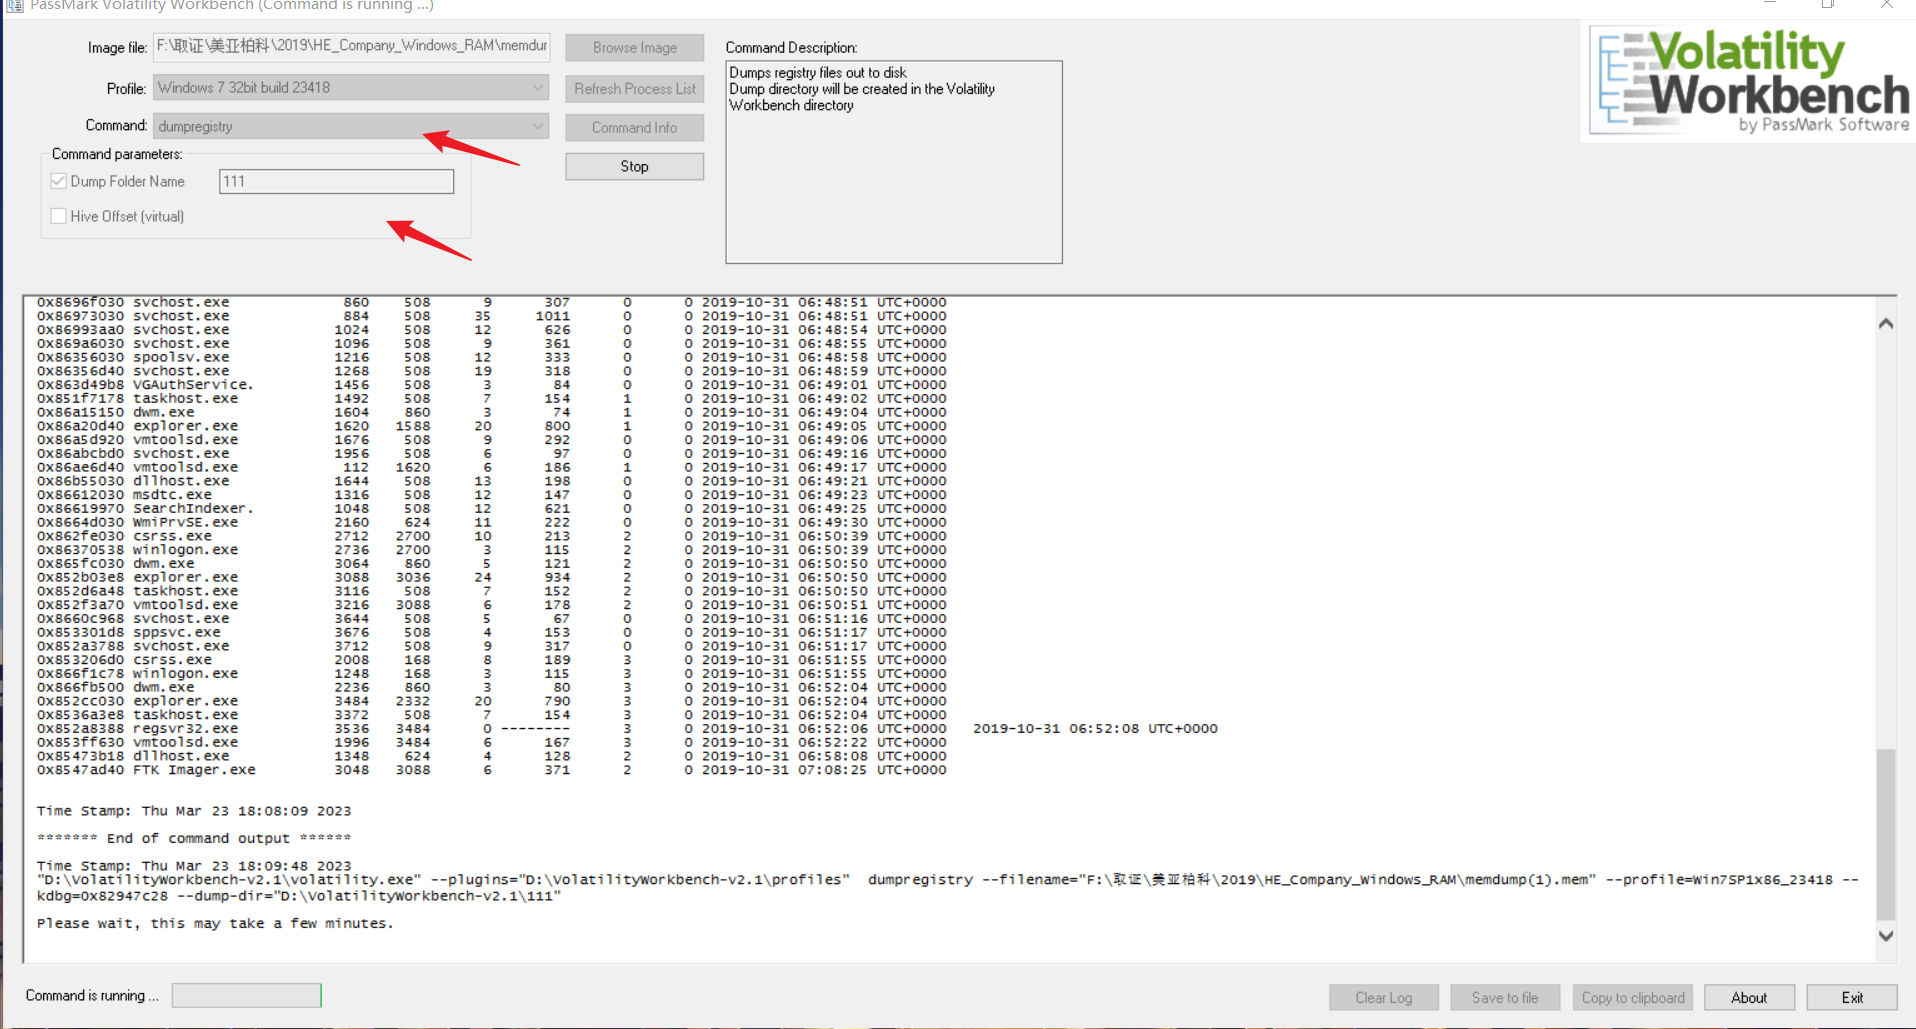 PassMark Volatility Workbench (Command is running ...)
Image file: F:\取证\美亚柏科\2019\HE_Company_Windows_RAM\memdur Browse Image
Profile: Windows 7 32bit build 23418 Refresh Process List
Command: dumpregistry Command Info
Command parameters: Stop
Dump Folder Name 111
Hive Offset (virtual)
Command Description:
Dumps registry files out to disk
Dump directory will be created in the Volatility
Workbench directory
Volatility
Workbench
by PassMark Software
0x8696f030 svchost.exe 860 508 9 307 0 0 2019-10-31 06:48:51 UTC+0000
0x86973030 svchost.exe 884 508 35 1011 0 0 2019-10-31 06:48:51 UTC+0000
0x86993aa0 svchost.exe 1024 508 12 626 0 0 2019-10-31 06:48:54 UTC+0000
0x869a6030 svchost.exe 1096 508 9 361 0 0 2019-10-31 06:48:55 UTC+0000
0x86356030 spoolsv.exe 1216 508 12 333 0 0 2019-10-31 06:48:58 UTC+0000
0x86356d40 svchost.exe 1268 508 19 318 0 0 2019-10-31 06:48:59 UTC+0000
0x863d49b8 VGAuthService. 1456 508 3 84 0 0 2019-10-31 06:49:01 UTC+0000
0x851f7178 taskhost.exe 1492 508 7 154 1 0 2019-10-31 06:49:02 UTC+0000
0x86a15150 dwm.exe 1604 860 3 74 1 0 2019-10-31 06:49:04 UTC+0000
0x86a20d40 explorer.exe 1620 1588 20 800 1 0 2019-10-31 06:49:05 UTC+0000
0x86a5d920 vmtoolsd.exe 1676 508 9 292 0 0 2019-10-31 06:49:06 UTC+0000
0x86abcbd0 svchost.exe 1956 508 6 97 0 0 2019-10-31 06:49:16 UTC+0000
0x86ae6d40 vmtoolsd.exe 112 1620 6 186 1 0 2019-10-31 06:49:17 UTC+0000
0x86b55030 dllhost.exe 1644 508 13 198 0 0 2019-10-31 06:49:21 UTC+0000
0x86612030 msdtc.exe 1316 508 12 147 0 0 2019-10-31 06:49:23 UTC+0000
0x86619970 SearchIndexer. 1048 508 12 621 0 0 2019-10-31 06:49:25 UTC+0000
0x8664d030 WmiPrvSE.exe 2160 624 11 222 0 0 2019-10-31 06:49:30 UTC+0000
0x862fe030 csrss.exe 2712 2700 10 213 2 0 2019-10-31 06:50:39 UTC+0000
0x86370538 winlogon.exe 2736 2700 3 115 2 0 2019-10-31 06:50:39 UTC+0000
0x865fc030 dwm.exe 3064 860 5 121 2 0 2019-10-31 06:50:50 UTC+0000
0x852b03e8 explorer.exe 3088 3036 24 934 2 0 2019-10-31 06:50:50 UTC+0000
0x852d6a48 taskhost.exe 3116 508 7 152 2 0 2019-10-31 06:50:50 UTC+0000
0x852f3a70 vmtoolsd.exe 3216 3088 6 178 2 0 2019-10-31 06:50:51 UTC+0000
0x8660c968 svchost.exe 3644 508 5 67 0 0 2019-10-31 06:51:16 UTC+0000
0x853301d8 sppsvc.exe 3676 508 4 153 0 0 2019-10-31 06:51:17 UTC+0000
0x852a3788 svchost.exe 3712 508 9 317 0 0 2019-10-31 06:51:17 UTC+0000
0x853206d0 csrss.exe 2008 168 8 189 3 0 2019-10-31 06:51:55 UTC+0000
0x866f1c78 winlogon.exe 1248 168 3 115 3 0 2019-10-31 06:51:55 UTC+0000
0x866fb500 dwm.exe 2236 860 3 80 3 0 2019-10-31 06:52:04 UTC+0000
0x852cc030 explorer.exe 3484 2332 20 790 3 0 2019-10-31 06:52:04 UTC+0000
0x8536a3e8 taskhost.exe 3372 508 7 154 3 0 2019-10-31 06:52:04 UTC+0000
0x852a8388 regsvr32.exe 3536 3484 0 -------- 3 0 2019-10-31 06:52:06 UTC+0000 2019-10-31 06:52:08 UTC+0000
0x853ff630 vmtoolsd.exe 1996 3484 6 167 3 0 2019-10-31 06:52:22 UTC+0000
0x85473b18 dllhost.exe 1348 624 4 128 2 0 2019-10-31 06:58:08 UTC+0000
0x8547ad40 FTK Imager.exe 3048 3088 6 371 2 0 2019-10-31 07:08:25 UTC+0000
Time Stamp: Thu Mar 23 18:08:09 2023
******* End of command output ******
Time Stamp: Thu Mar 23 18:09:48 2023
"D:\VolatilityWorkbench-v2.1\volatility.exe" --plugins="D:\VolatilityWorkbench-v2.1\profiles" dumpregistry --filename="F:\取证\美亚柏科\2019\HE_Company_Windows_RAM\memdump(1).mem" --profile=Win7SP1x86_23418 --
kdbg=0x82947c28 --dump-dir="D:\VolatilityWorkbench-v2.1\111"
Please wait, this may take a few minutes.
Command is running ... Clear Log Save to file Copy to clipboard About Exit